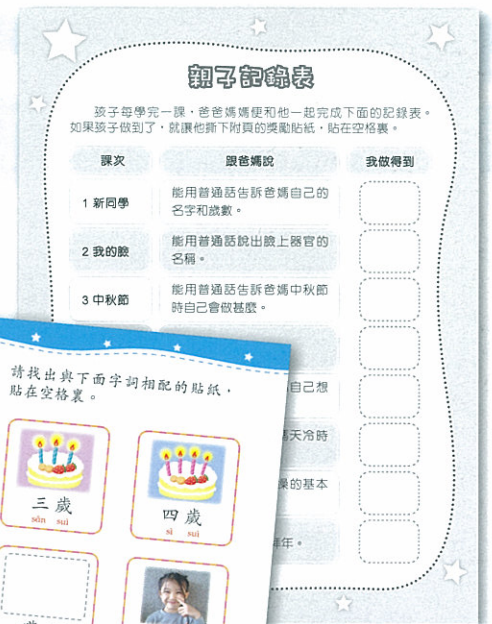 親子記錄表
孩子每學完一課，爸爸媽媽便和他一起完成下面的記錄表。
如果孩子做到了，就讓他撕下附頁的獎勵貼紙，貼在空格裏。
課次 跟爸媽說 我做得到
1 新同學 能用普通話告訴爸媽自己的
名字和歲數。
2 我的臉 能用普通話說出臉上器官的
名稱。
3 中秋節 能用普通話告訴爸媽中秋節
時自己會做甚麼。
自己想
天冷時
操的基本
年。
請找出與下面字詞相配的貼紙，
貼在空格裏。
三歲
sān suì
四歲
sì suì